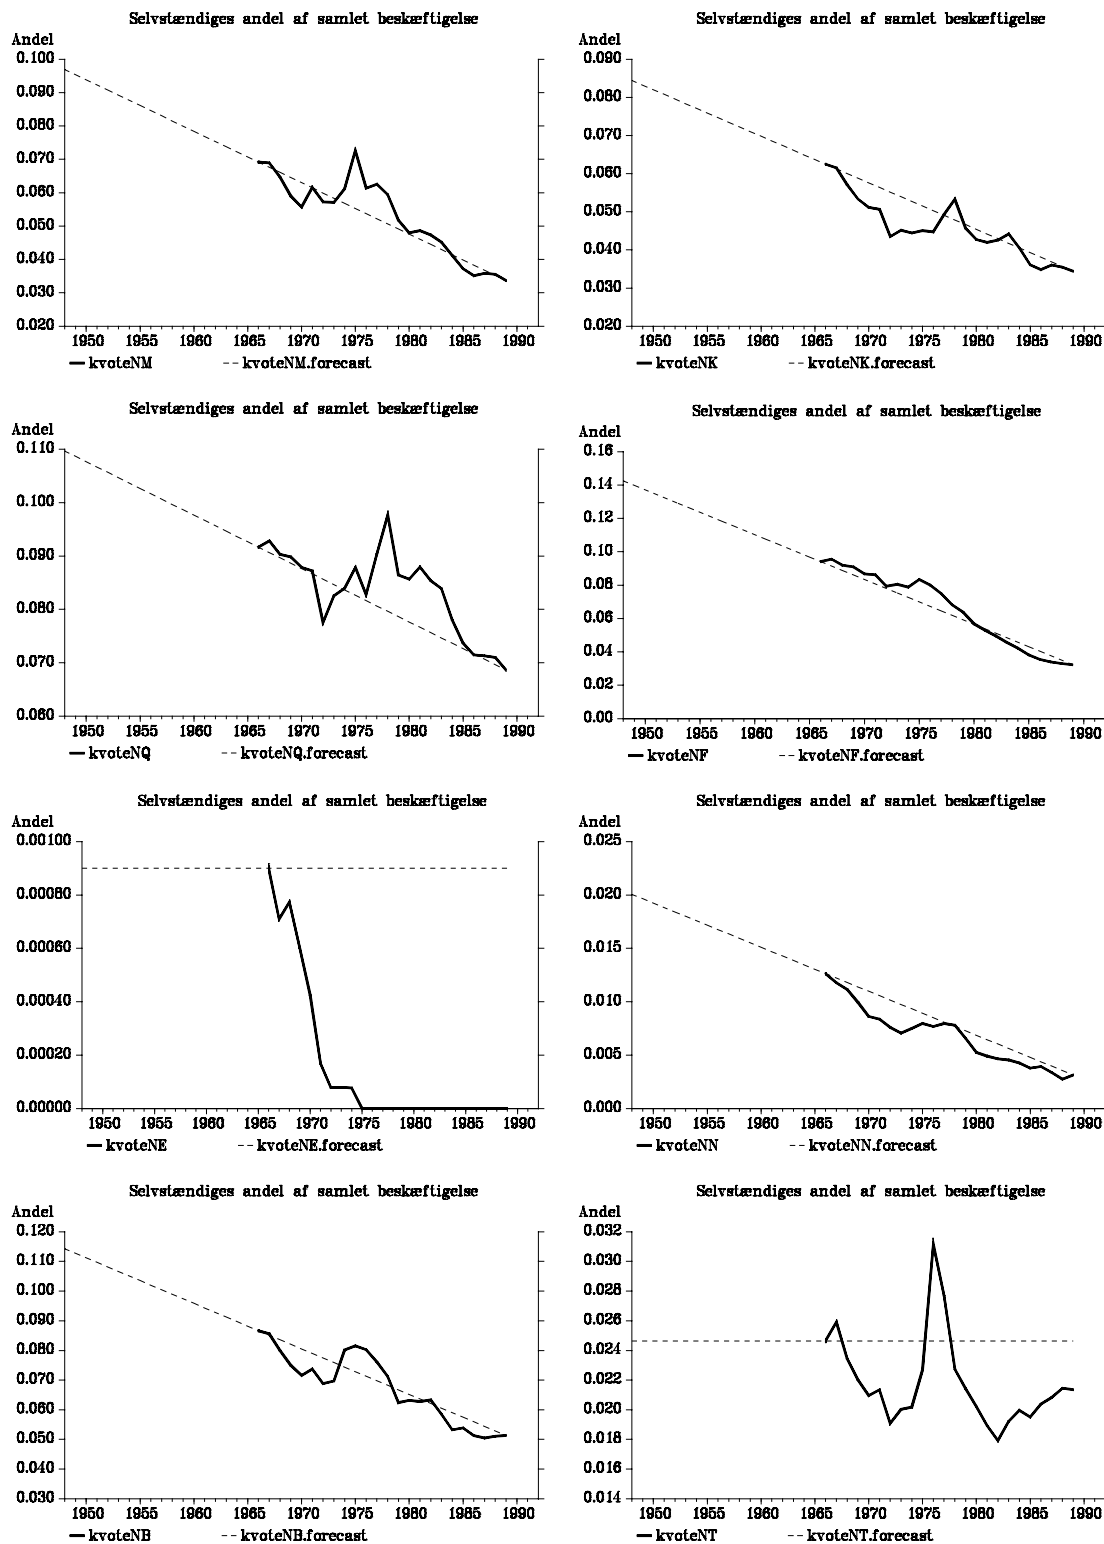 Selvstændiges andel af samlet beskæftigelse
Andel
0.100
0.090
0.080
0.070
0.060
0.050
0.040
0.030
0.020
1950 1955 1960 1965 1970 1975 1980 1985 1990
kvoteNM kvoteNM.forecast
Selvstændiges andel af samlet beskæftigelse
Andel
0.090
0.080
0.070
0.060
0.050
0.040
0.030
0.020
1950 1955 1960 1965 1970 1975 1980 1985 1990
kvoteNK kvoteNK.forecast
Selvstændiges andel af samlet beskæftigelse
Andel
0.110
0.100
0.090
0.080
0.070
0.060
1950 1955 1960 1965 1970 1975 1980 1985 1990
kvoteNQ kvoteNQ.forecast
Selvstændiges andel af samlet beskæftigelse
Andel
0.16
0.14
0.12
0.10
0.08
0.06
0.04
0.02
0.00
1950 1955 1960 1965 1970 1975 1980 1985 1990
kvoteNF kvoteNF.forecast
Selvstændiges andel af samlet beskæftigelse
Andel
0.00100
0.00080
0.00060
0.00040
0.00020
0.00000
1950 1955 1960 1965 1970 1975 1980 1985 1990
kvoteNE kvoteNE.forecast
Selvstændiges andel af samlet beskæftigelse
Andel
0.025
0.020
0.015
0.010
0.005
0.000
1950 1955 1960 1965 1970 1975 1980 1985 1990
kvoteNN kvoteNN.forecast
Selvstændiges andel af samlet beskæftigelse
Andel
0.120
0.110
0.100
0.090
0.080
0.070
0.060
0.050
0.040
0.030
1950 1955 1960 1965 1970 1975 1980 1985 1990
kvoteNB kvoteNB.forecast
Selvstændiges andel af samlet beskæftigelse
Andel
0.032
0.030
0.028
0.026
0.024
0.022
0.020
0.018
0.016
0.014
1950 1955 1960 1965 1970 1975 1980 1985 1990
kvoteNT kvoteNT.forecast